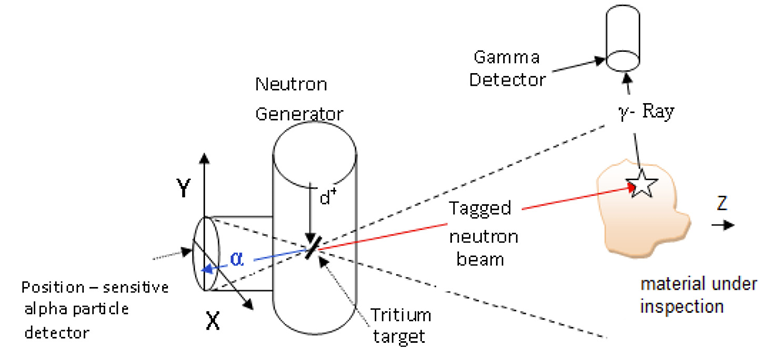 Gamma
Detector
γ- Ray
Neutron
Generator
d+
Y
Z
Tagged
neutron
beam
α
Position – sensitive
alpha particle
detector
X
Tritium
target
material under
inspection